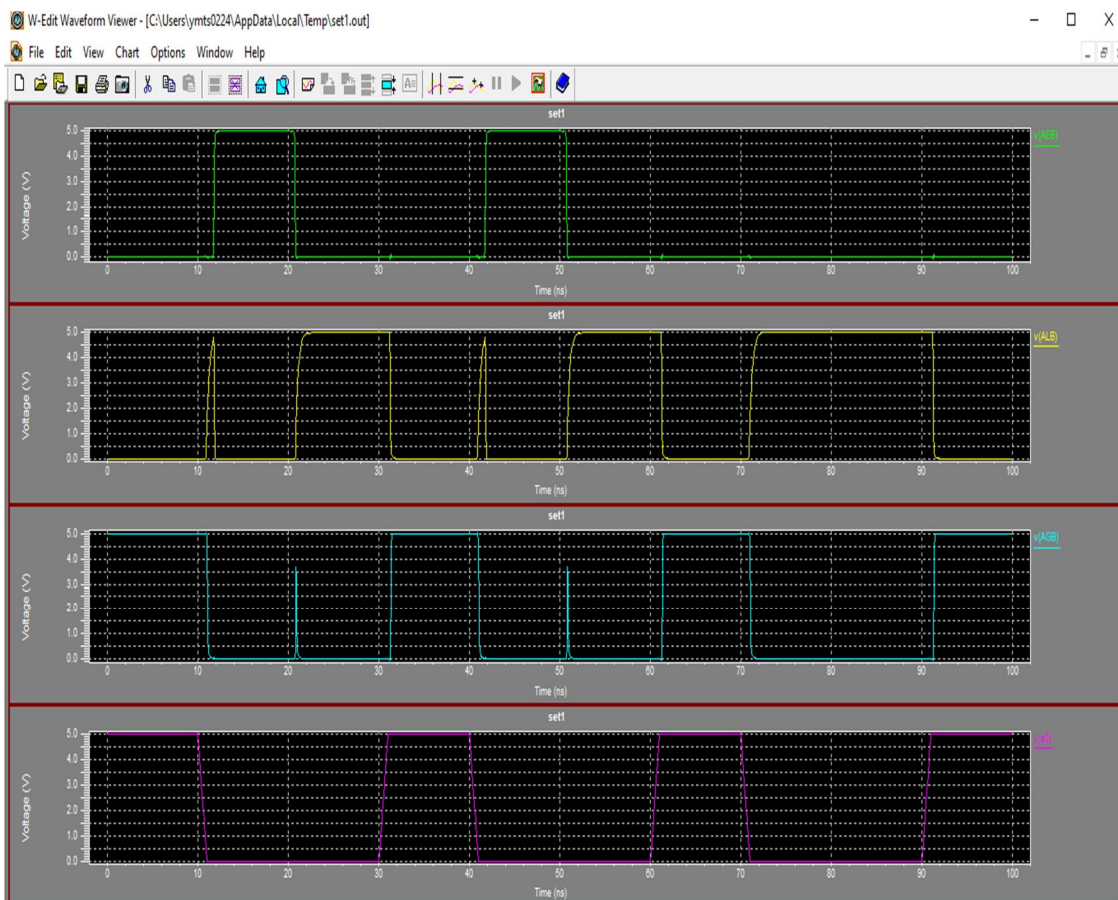 W-Edit Waveform Viewer - [C:\Users\ymts0224\AppData\Local\Temp\set1.out]
File Edit View Chart Options Window Help
set1
v(AEB)
Voltage (V)
5.0
4.0
3.0
2.0
1.0
0.0
0 10 20 30 40 50 60 70 80 90 100
Time (ns)
set1
v(ALB)
Voltage (V)
5.0
4.0
3.0
2.0
1.0
0.0
0 10 20 30 40 50 60 70 80 90 100
Time (ns)
set1
v(AGB)
Voltage (V)
5.0
4.0
3.0
2.0
1.0
0.0
0 10 20 30 40 50 60 70 80 90 100
Time (ns)
set1
Voltage (V)
5.0
4.0
3.0
2.0
1.0
0.0
0 10 20 30 40 50 60 70 80 90 100
Time (ns)